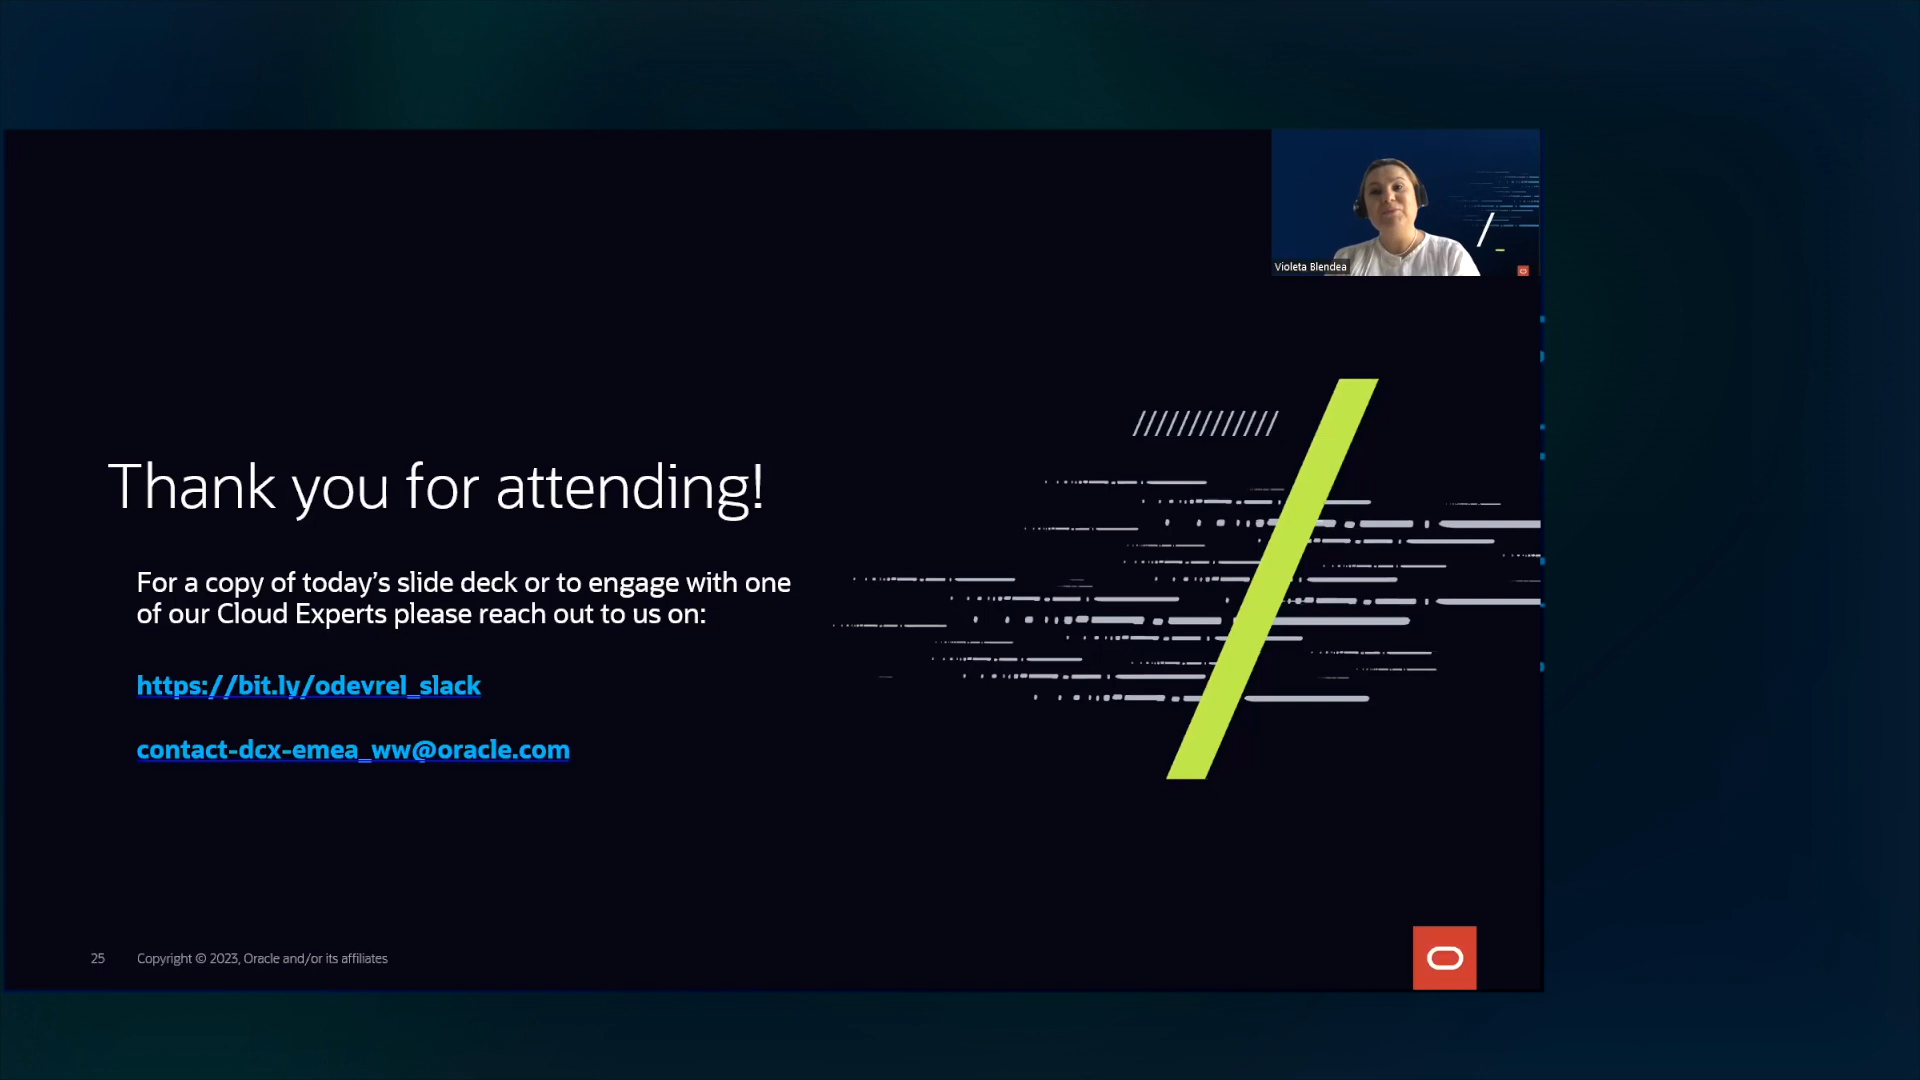 Violeta Blendea
Thank you for attending!
For a copy of today's slide deck or to engage with one
of our Cloud Experts please reach out to us on:
https://bit.ly/odevrel_slack
contact-dcx-emea_ww@oracle.com
25 Copyright © 2023, Oracle and/or its affiliates